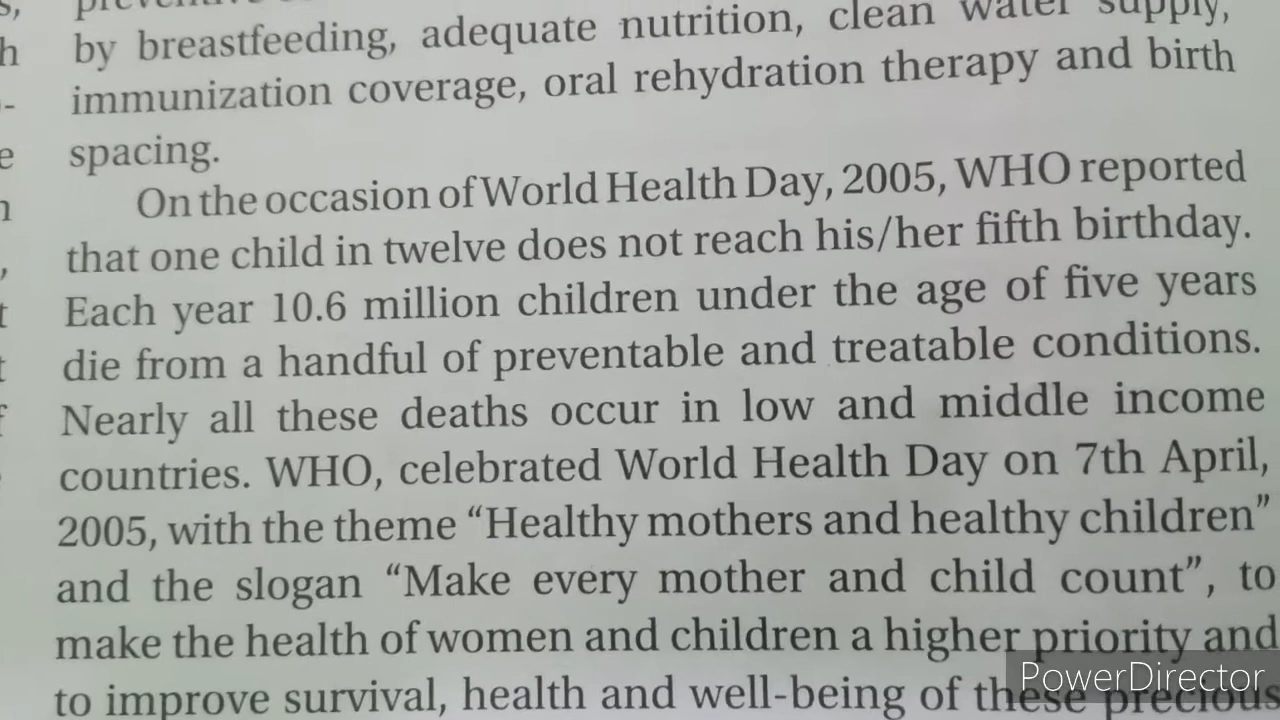 by breastfeeding, adequate nutrition, clean water supply,
immunization coverage, oral rehydration therapy and birth
spacing.
On the occasion of World Health Day, 2005, WHO reported
that one child in twelve does not reach his/her fifth birthday.
Each year 10.6 million children under the age of five years
die from a handful of preventable and treatable conditions.
Nearly all these deaths occur in low and middle income
countries. WHO, celebrated World Health Day on 7th April,
2005, with the theme “Healthy mothers and healthy children”
and the slogan “Make every mother and child count”, to
make the health of women and children a higher priority and
to improve survival, health and well-being of these precious
PowerDirector